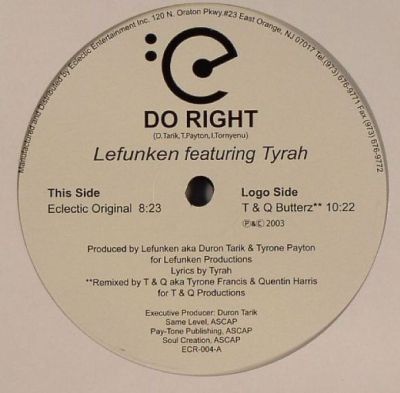 Manufactured and Distributed by Eclectic Entertainment Inc. 120 N. Oraton Pkwy.#23 East Orange, NJ 07017 Tel (973) 676-9771 Fax (973) 676-9772
DO RIGHT
(D.Tarik, T.Payton, I.Tornyenu)
Lefunken featuring Tyrah
This Side
Eclectic Original 8:23
Logo Side
T & Q Butterz** 10:22
℗&© 2003
Produced by Lefunken aka Duron Tarik & Tyrone Payton
for Lefunken Productions
Lyrics by Tyrah
**Remixed by T & Q aka Tyrone Francis & Quentin Harris
for T & Q Productions
Executive Producer: Duron Tarik
Same Level, ASCAP
Pay-Tone Publishing, ASCAP
Soul Creation, ASCAP
ECR-004-A